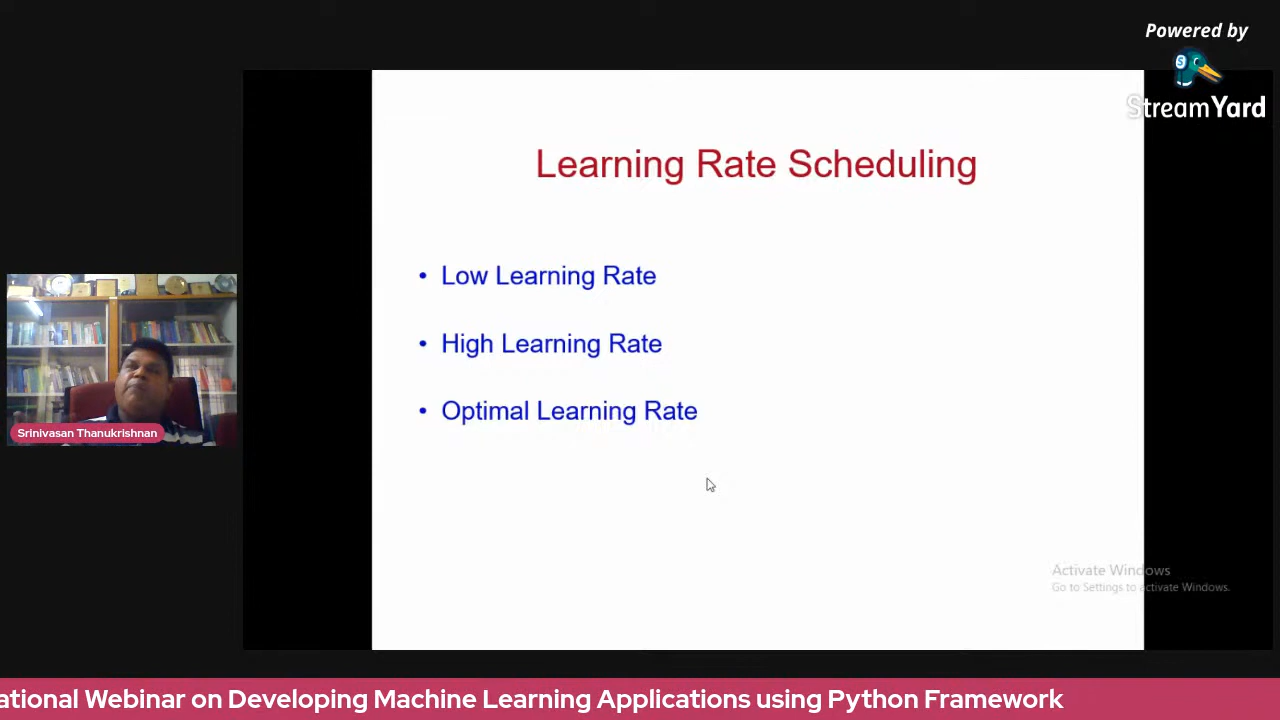 Powered by
StreamYard
Learning Rate Scheduling
• Low Learning Rate
• High Learning Rate
• Optimal Learning Rate
Srinivasan Thanukrishnan
Activate Windows
Go to Settings to activate Windows.
ational Webinar on Developing Machine Learning Applications using Python Framework